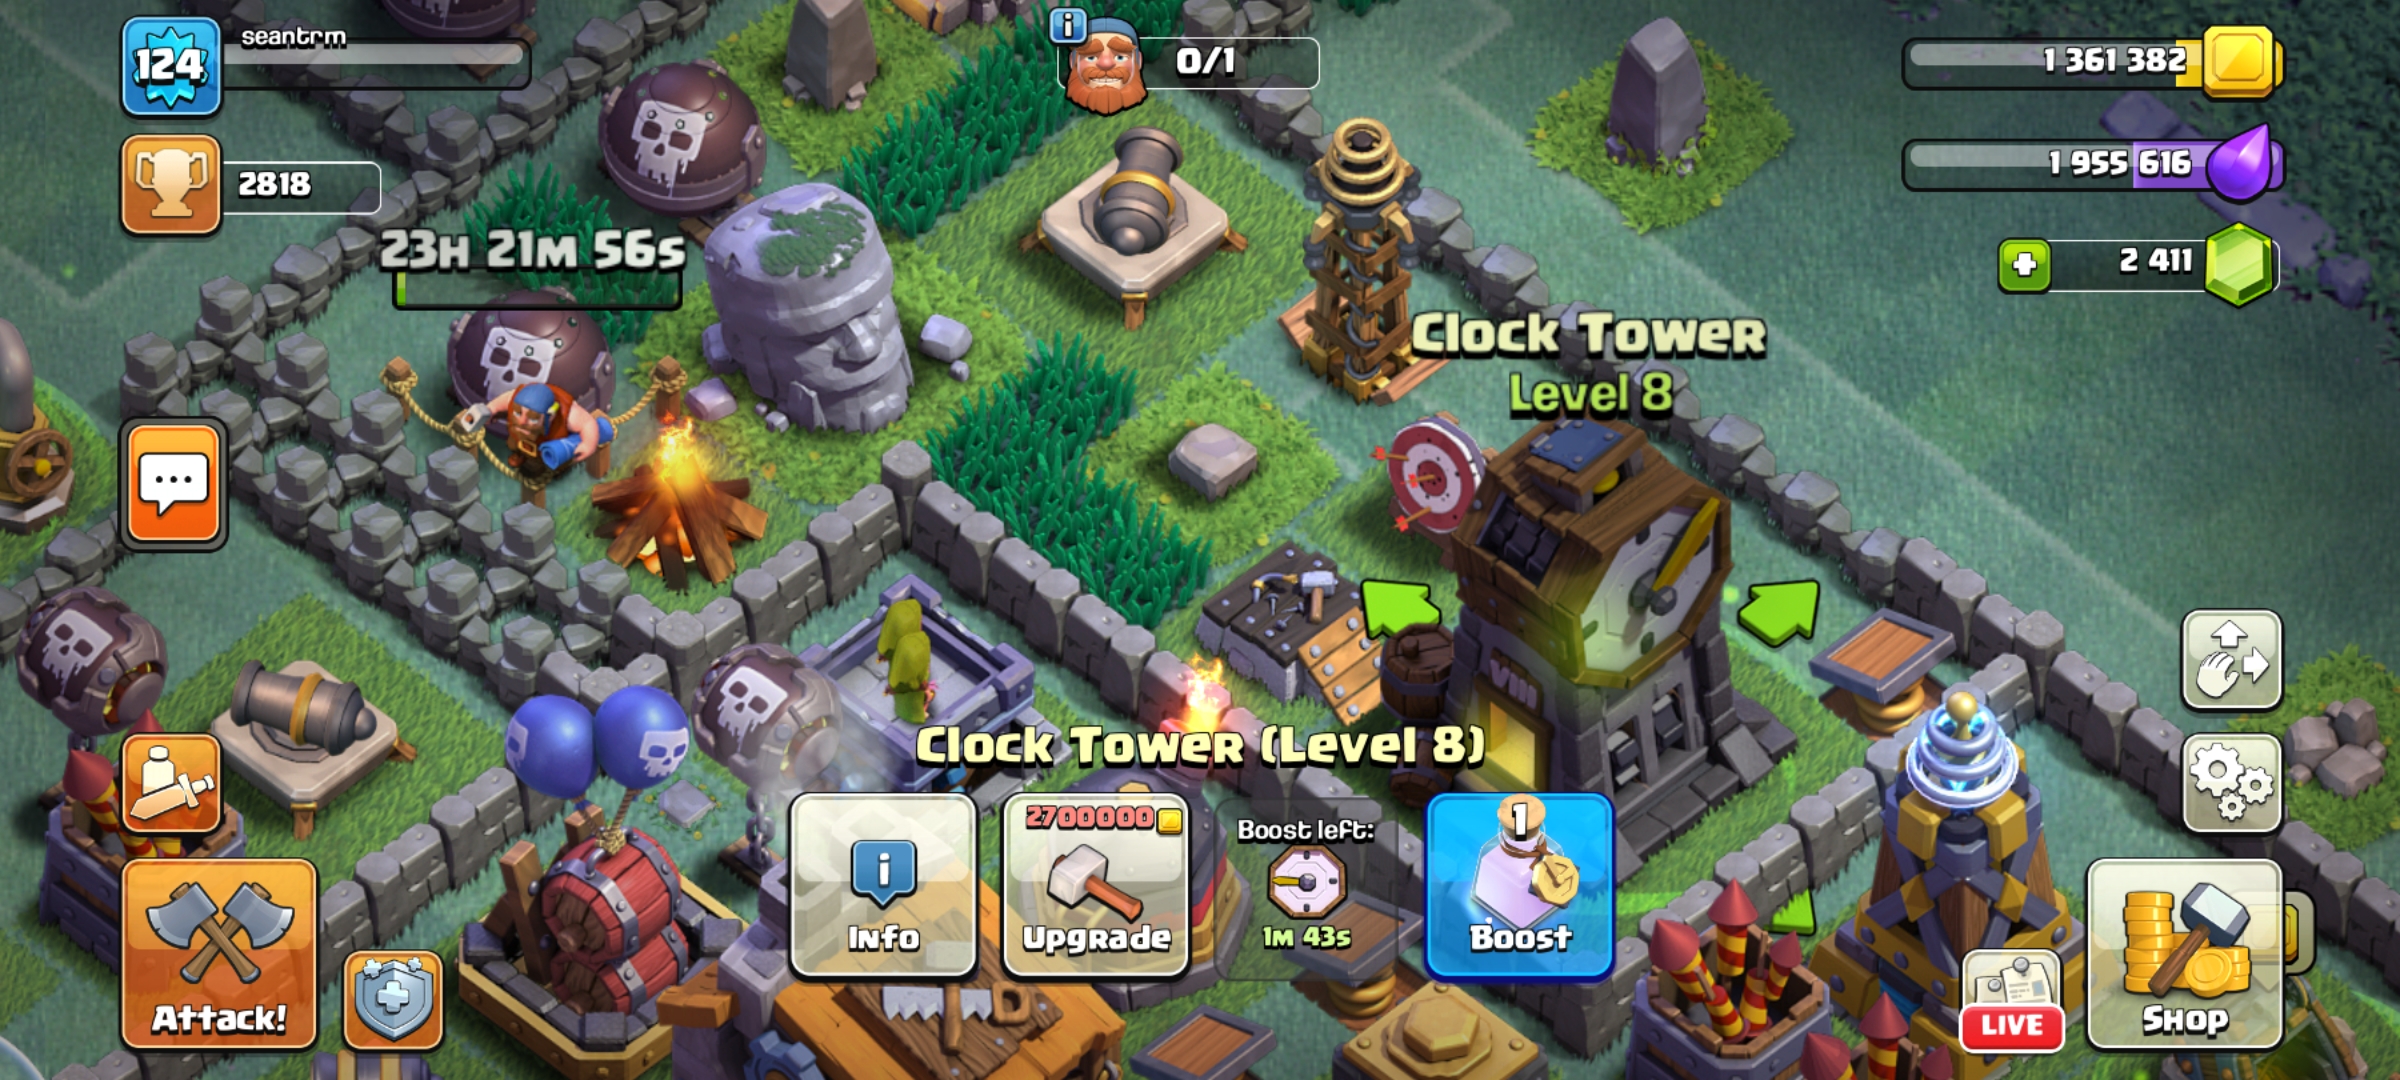 124
seantrm
0/1
1 361 382
2818
1 955 616
23H 21M 56s
2 411
Clock Tower
Level 8
VIII
Clock Tower (Level 8)
Info
2700000
Upgrade
Boost left:
1M 43s
1
Boost
Attack!
LIVE
Shop